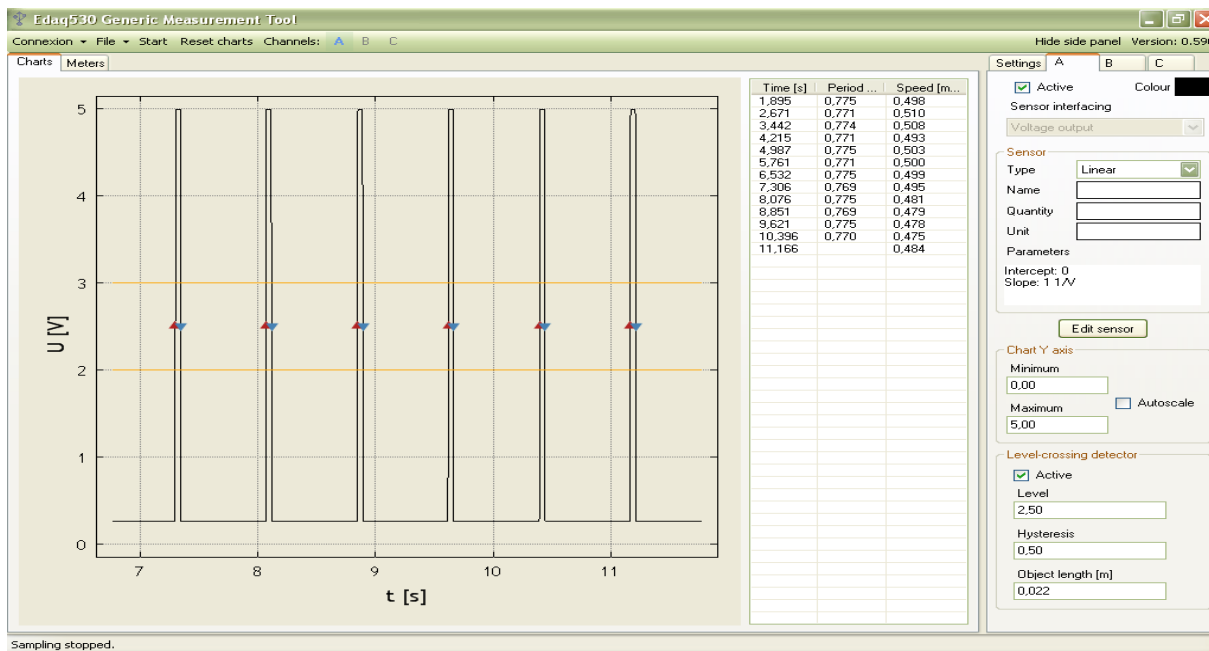 Edaq530 Generic Measurement Tool
Connexion File Start Reset charts Channels: A B C Hide side panel Version: 0.590
Charts Meters
Settings A B C
5
4
3
2
1
0
U [V]
7 8 9 10 11
t [s]
Time [s] Period ... Speed [m...
1,895 0,775 0,498
2,671 0,771 0,510
3,442 0,774 0,508
4,215 0,771 0,493
4,987 0,775 0,503
5,761 0,771 0,500
6,532 0,775 0,499
7,306 0,769 0,495
8,076 0,775 0,481
8,851 0,769 0,479
9,621 0,775 0,478
10,396 0,770 0,475
11,166 0,484
Active Colour
Sensor interfacing
Voltage output
Sensor
Type Linear
Name
Quantity
Unit
Parameters
Intercept: 0
Slope: 1 1/V
Edit sensor
Chart Y axis
Minimum
0,00
Autoscale
Maximum
5,00
Level-crossing detector
Active
Level
2,50
Hysteresis
0,50
Object length [m]
0,022
Sampling stopped.